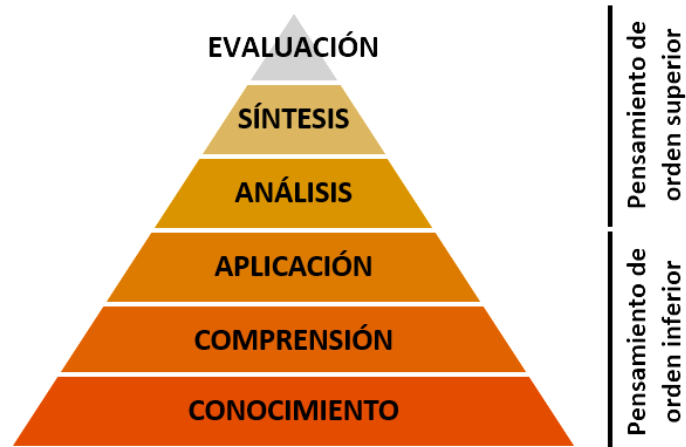 EVALUACIÓN
SÍNTESIS
ANÁLISIS
APLICACIÓN
COMPRENSIÓN
CONOCIMIENTO
Pensamiento de
orden superior
Pensamiento de
orden inferior